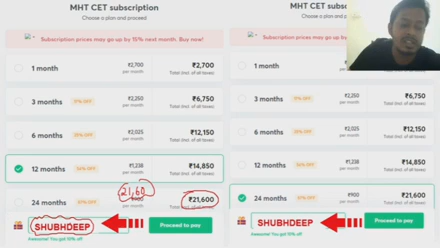 MHT CET subscription
Choose a plan and proceed
Subscription prices may go up by 15% next month. Buy now!
1 month
₹2,700
per month
₹2,700
Total (incl. of all taxes)
3 months
17% OFF
₹2,250
per month
₹6,750
Total (incl. of all taxes)
6 months
25% OFF
₹2,025
per month
₹12,150
Total (incl. of all taxes)
12 months
54% OFF
₹1,238
per month
₹14,850
Total (incl. of all taxes)
24 months
67% OFF
21,60
₹900
per month
₹21,600
Total (incl. of all taxes)
SHUBHDEEP
Awesome! You got 10% off
Proceed to pay
MHT CET subscription
Choose a plan and pro
Subscription prices may go up by 15% next
1 month
₹2,700
per month
3 months
17% OFF
₹2,250
per month
₹6,750
Total (incl. of all taxes)
6 months
25% OFF
₹2,025
per month
₹12,150
Total (incl. of all taxes)
12 months
54% OFF
₹1,238
per month
₹14,850
Total (incl. of all taxes)
24 months
67% OFF
₹900
per month
₹21,600
Total (incl. of all taxes)
SHUBHDEEP
Awesome! You got 10% off
Proceed to pay